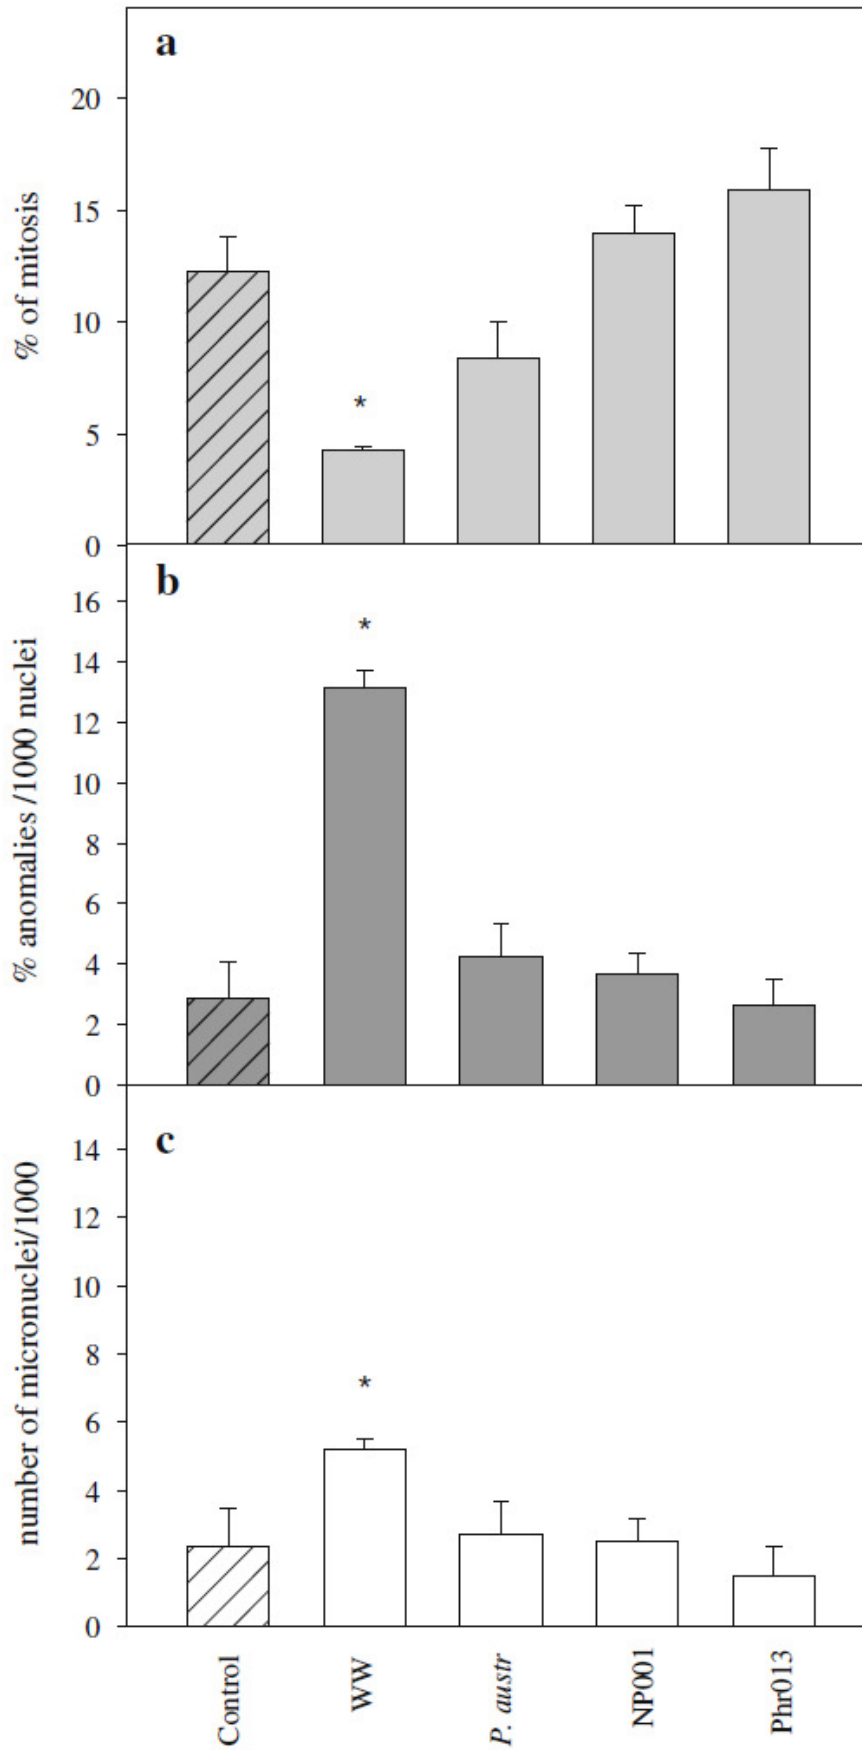 a
% of mitosis
20
15
10
5
0
*
b
% anomalies /1000 nuclei
16
14
12
10
8
6
4
2
0
*
c
number of micronuclei/1000
14
12
10
8
6
4
2
0
*
Control
WW
P. austr
NP001
Phr013